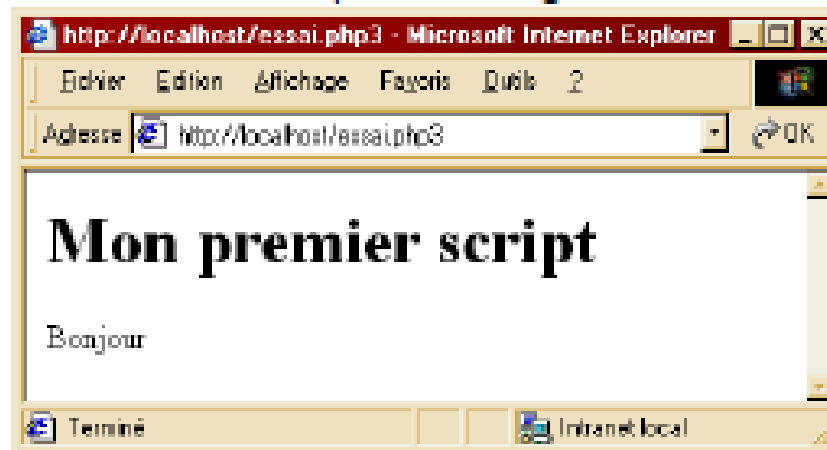 http://localhost/essai.php3 - Microsoft Internet Explorer
Fichier Edition Affichage Favoris Outils ?
Adresse http://localhost/essai.php3 OK
Mon premier script
Bonjour
Terminé Intranet local